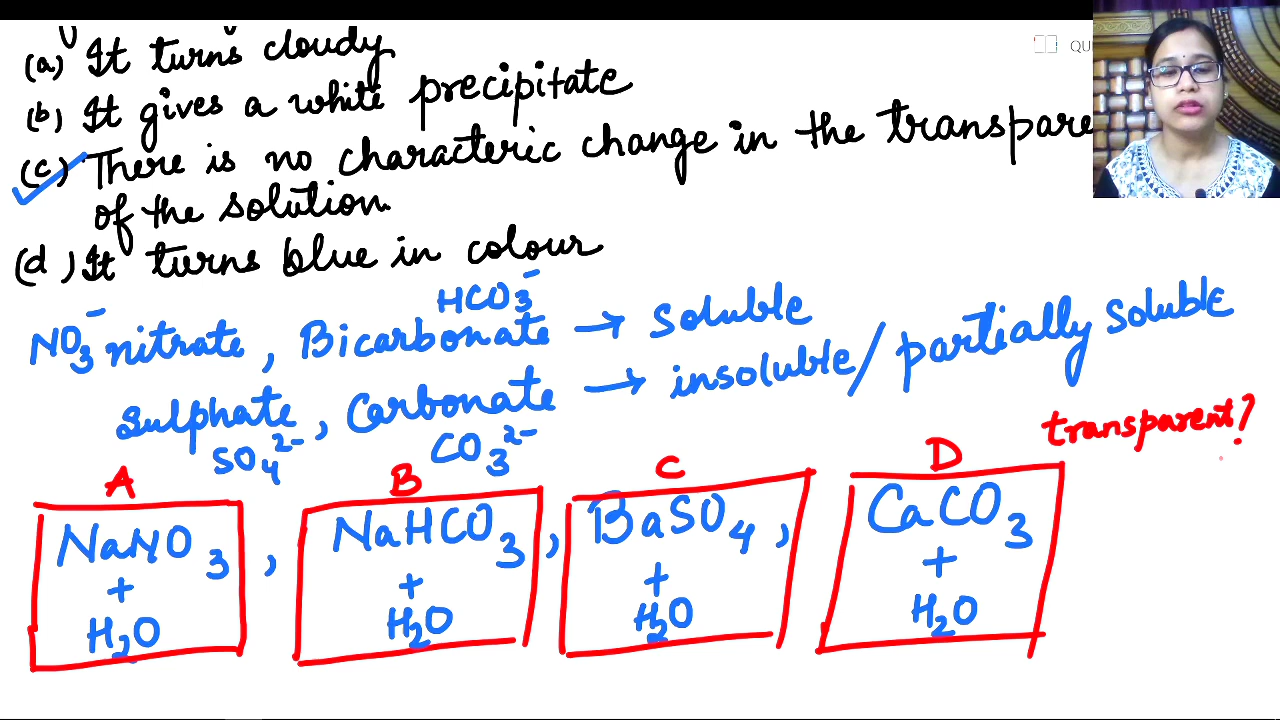 (a) It turns cloudy
(b) It gives a white precipitate
(c) There is no characteric change in the transpare
of the solution.
(d) It turns blue in colour
HCO3⁻
NO3⁻ nitrate, Bicarbonate → soluble
sulphate, Carbonate → insoluble/partially soluble
SO4²⁻ CO3²⁻
transparent?
A B C D
NaNO3, NaHCO3, BaSO4, CaCO3
+ + + +
H2O H2O H2O H2O